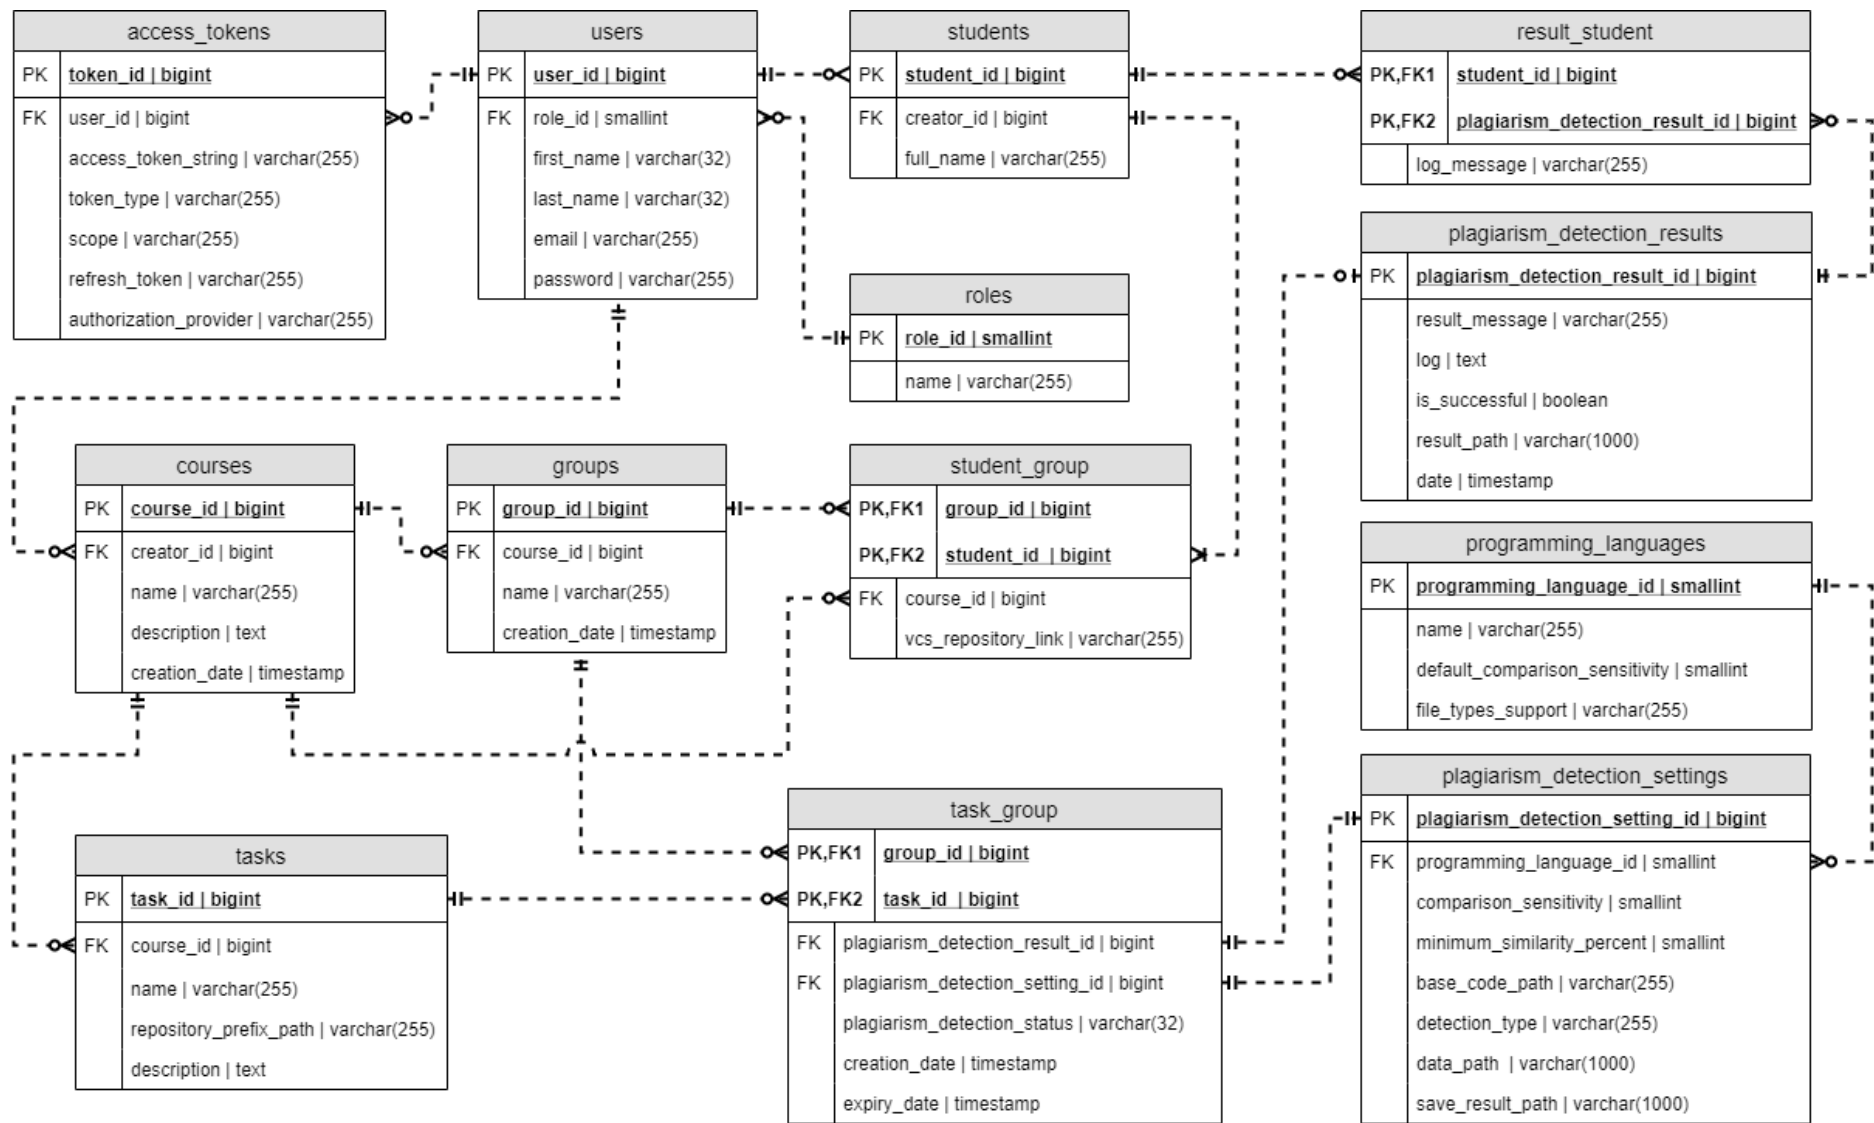 access_tokens
PK token_id | bigint
FK user_id | bigint
access_token_string | varchar(255)
token_type | varchar(255)
scope | varchar(255)
refresh_token | varchar(255)
authorization_provider | varchar(255)
users
PK user_id | bigint
FK role_id | smallint
first_name | varchar(32)
last_name | varchar(32)
email | varchar(255)
password | varchar(255)
students
PK student_id | bigint
FK creator_id | bigint
full_name | varchar(255)
result_student
PK,FK1 student_id | bigint
PK,FK2 plagiarism_detection_result_id | bigint
log_message | varchar(255)
roles
PK role_id | smallint
name | varchar(255)
plagiarism_detection_results
PK plagiarism_detection_result_id | bigint
result_message | varchar(255)
log | text
is_successful | boolean
result_path | varchar(1000)
date | timestamp
courses
PK course_id | bigint
FK creator_id | bigint
name | varchar(255)
description | text
creation_date | timestamp
groups
PK group_id | bigint
FK course_id | bigint
name | varchar(255)
creation_date | timestamp
student_group
PK,FK1 group_id | bigint
PK,FK2 student_id | bigint
FK course_id | bigint
vcs_repository_link | varchar(255)
programming_languages
PK programming_language_id | smallint
name | varchar(255)
default_comparison_sensitivity | smallint
file_types_support | varchar(255)
tasks
PK task_id | bigint
FK course_id | bigint
name | varchar(255)
repository_prefix_path | varchar(255)
description | text
task_group
PK,FK1 group_id | bigint
PK,FK2 task_id | bigint
FK plagiarism_detection_result_id | bigint
FK plagiarism_detection_setting_id | bigint
plagiarism_detection_status | varchar(32)
creation_date | timestamp
expiry_date | timestamp
plagiarism_detection_settings
PK plagiarism_detection_setting_id | bigint
FK programming_language_id | smallint
comparison_sensitivity | smallint
minimum_similarity_percent | smallint
base_code_path | varchar(255)
detection_type | varchar(255)
data_path | varchar(1000)
save_result_path | varchar(1000)